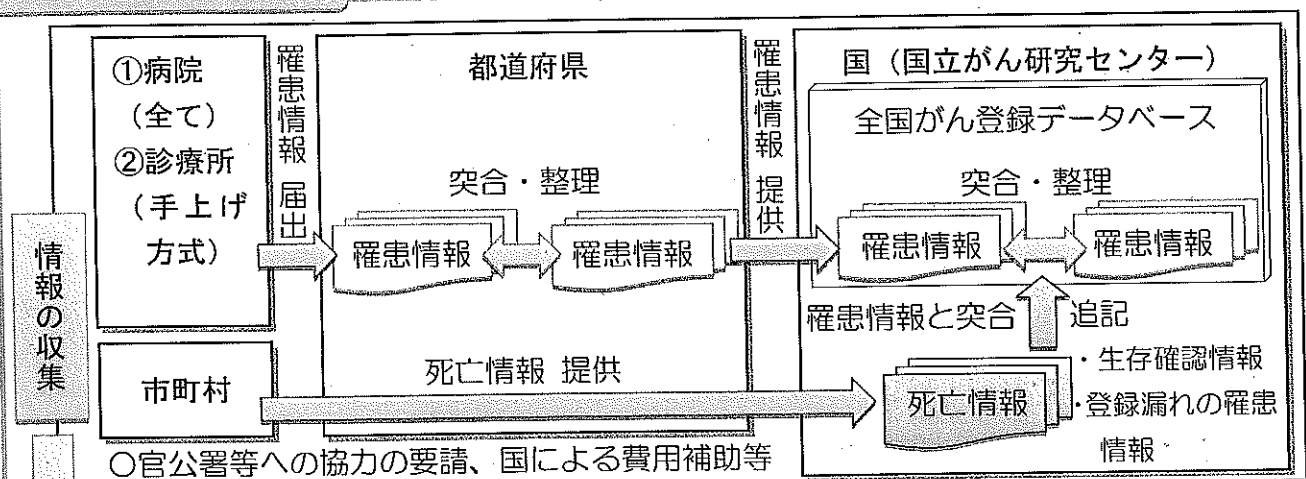 情報の収集
①病院
（全て）
②診療所
（手上げ
方式）
市町村
罹患情報 届出
都道府県
突合・整理
罹患情報
罹患情報
死亡情報 提供
罹患情報 提供
国（国立がん研究センター）
全国がん登録データベース
突合・整理
罹患情報
罹患情報
罹患情報と突合
追記
死亡情報
・生存確認情報
・登録漏れの罹患
情報
○官公署等への協力の要請、国による費用補助等